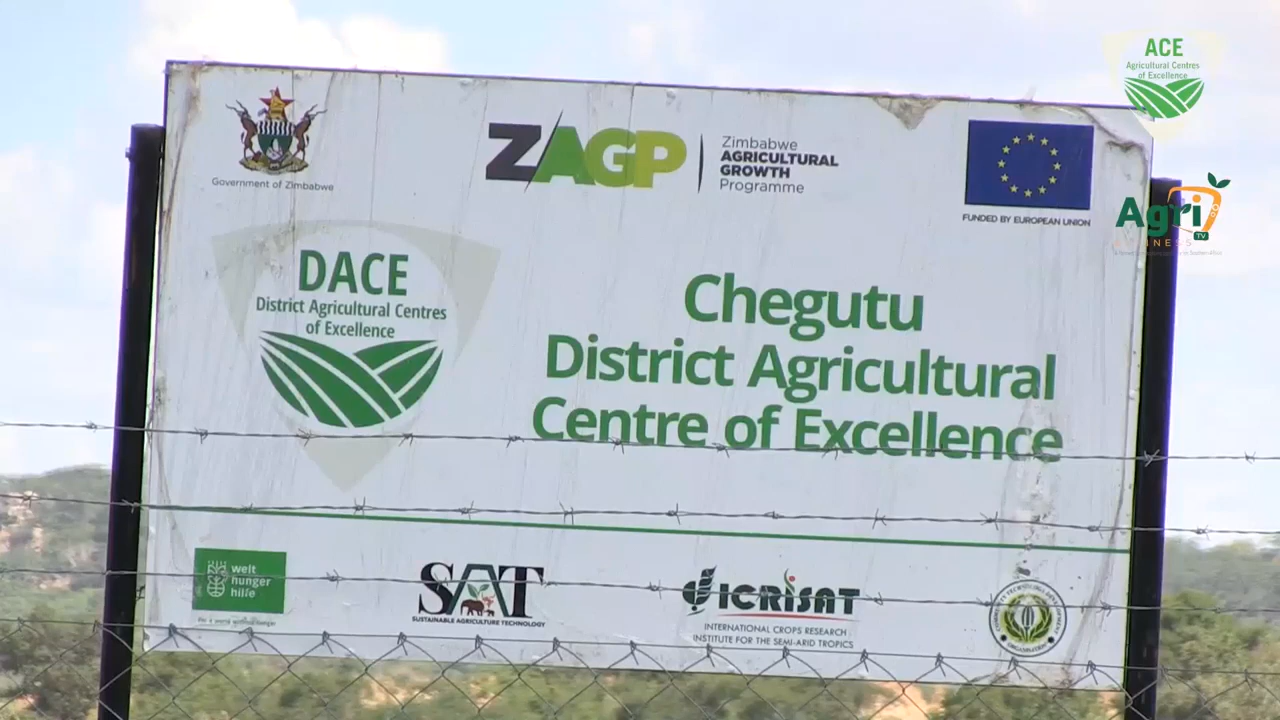 ACE
Agricultural Centres
of Excellence
Government of Zimbabwe
ZAGP
Zimbabwe
AGRICULTURAL
GROWTH
Programme
FUNDED BY EUROPEAN UNION
Agri
TV
DACE
District Agricultural Centres
of Excellence
Chegutu
District Agricultural
Centre of Excellence
welt
hunger
hilfe
SAT
SUSTAINABLE AGRICULTURE TECHNOLOGY
ICRISAT
INTERNATIONAL CROPS RESEARCH
INSTITUTE FOR THE SEMI-ARID TROPICS